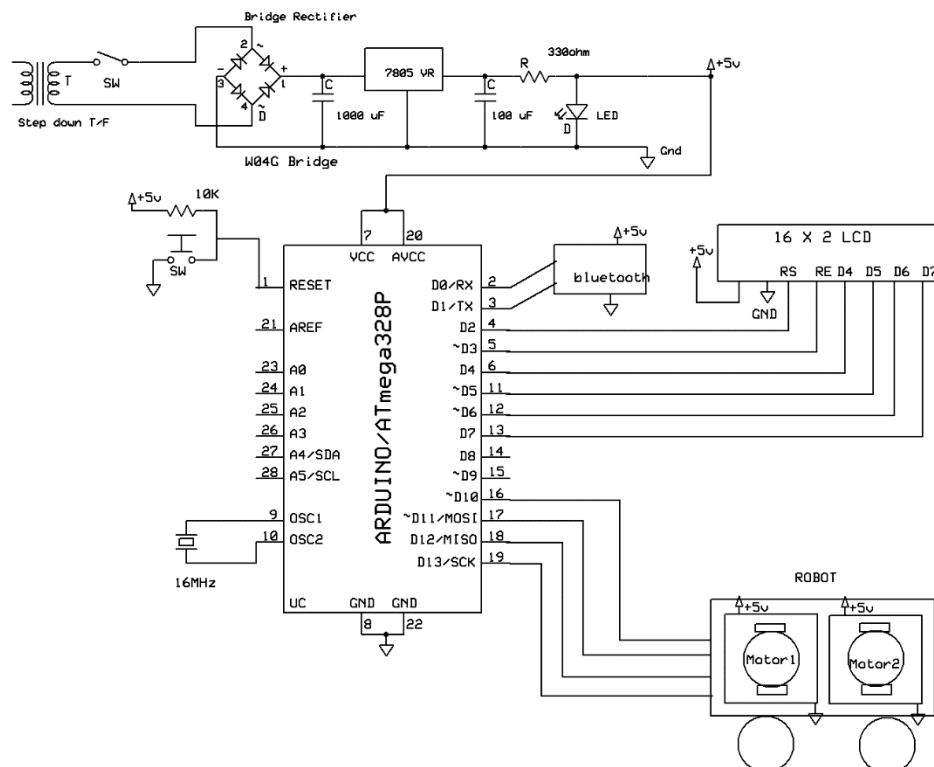 Bridge Rectifier
2 ~
- +
3 1
4 ~
D
T
SW
Step down T/F
W04G Bridge
C
1000 uF
7805 VR
C
100 uF
330ohm
R
D
LED
+5v
Gnd
+5v
10K
SW
7 20
VCC AVCC
1 RESET
21 AREF
23 A0
24 A1
25 A2
26 A3
27 A4/SDA
28 A5/SCL
9 OSC1
10 OSC2
16MHz
UC
GND GND
8 22
ARDUINO/ATmega328P
D0/RX 2
D1/TX 3
D2 4
~D3 5
D4 6
~D5 11
~D6 12
D7 13
D8 14
~D9 15
~D10 16
~D11/MOSI 17
D12/MISO 18
D13/SCK 19
+5v
bluetooth
+5v
16 X 2 LCD
RS RE D4 D5 D6 D7
GND
ROBOT
+5v +5v
Motor1 Motor2